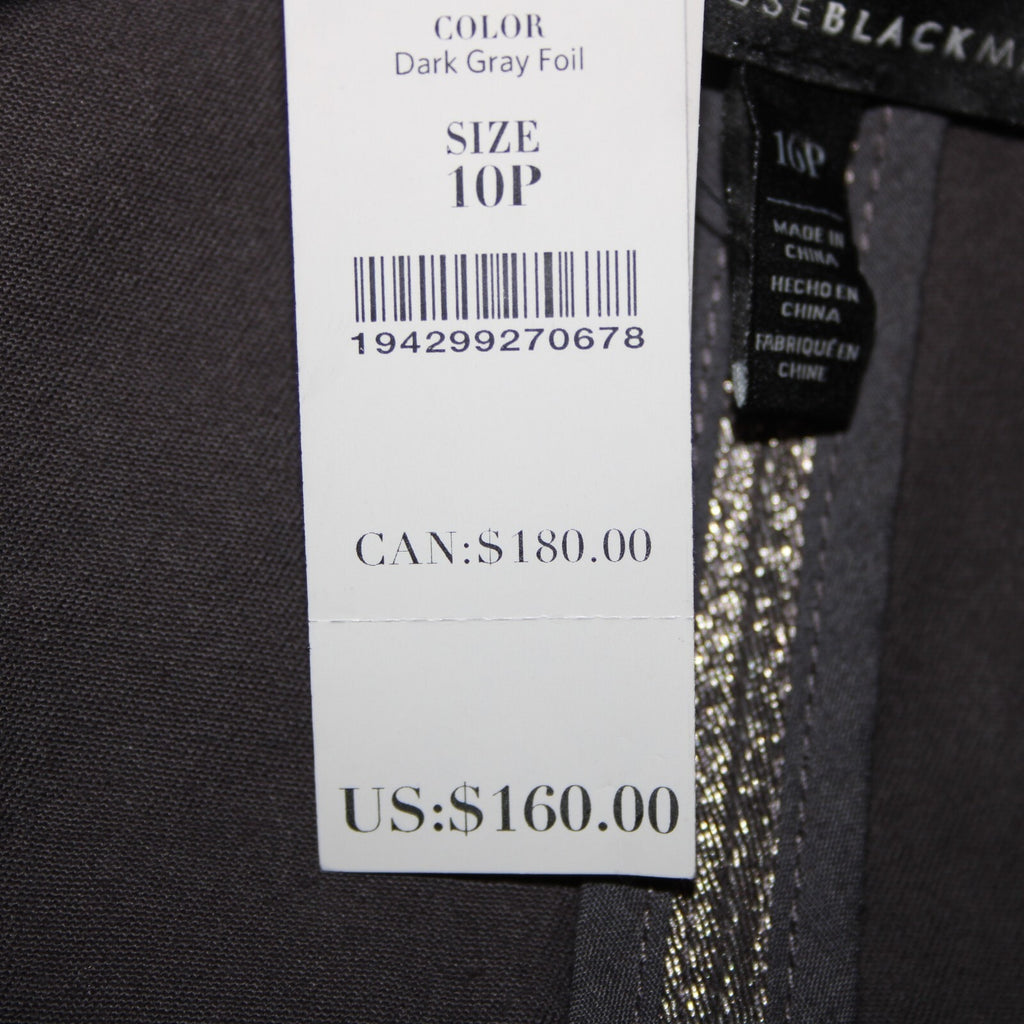 COLOR
Dark Gray Foil
SIZE
10P
194299270678
CAN:$180.00
US:$160.00
BLACK
10P
MADE IN
CHINA
HECHO EN
CHINA
FABRIQUÉ EN
CHINE